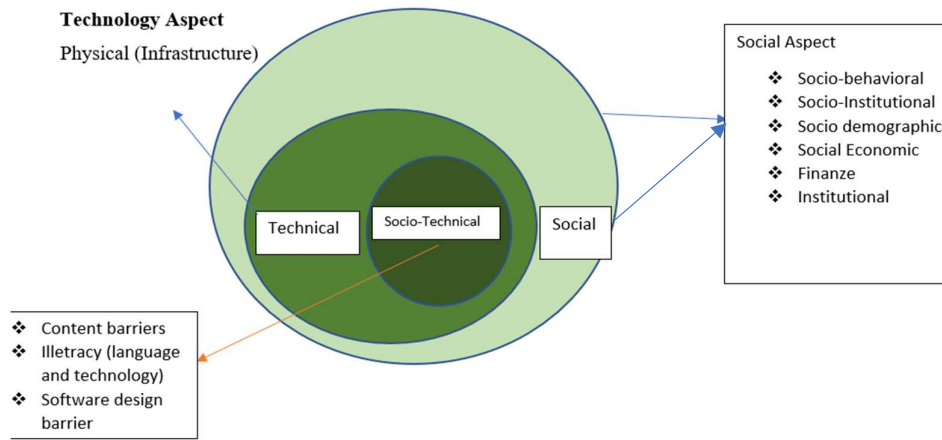 Technology Aspect
Physical (Infrastructure)
Technical
Socio-Technical
Social
Social Aspect
❖ Socio-behavioral
❖ Socio-Institutional
❖ Socio demographic
❖ Social Economic
❖ Finanze
❖ Institutional
❖ Content barriers
❖ Illetracy (language
and technology)
❖ Software design
barrier